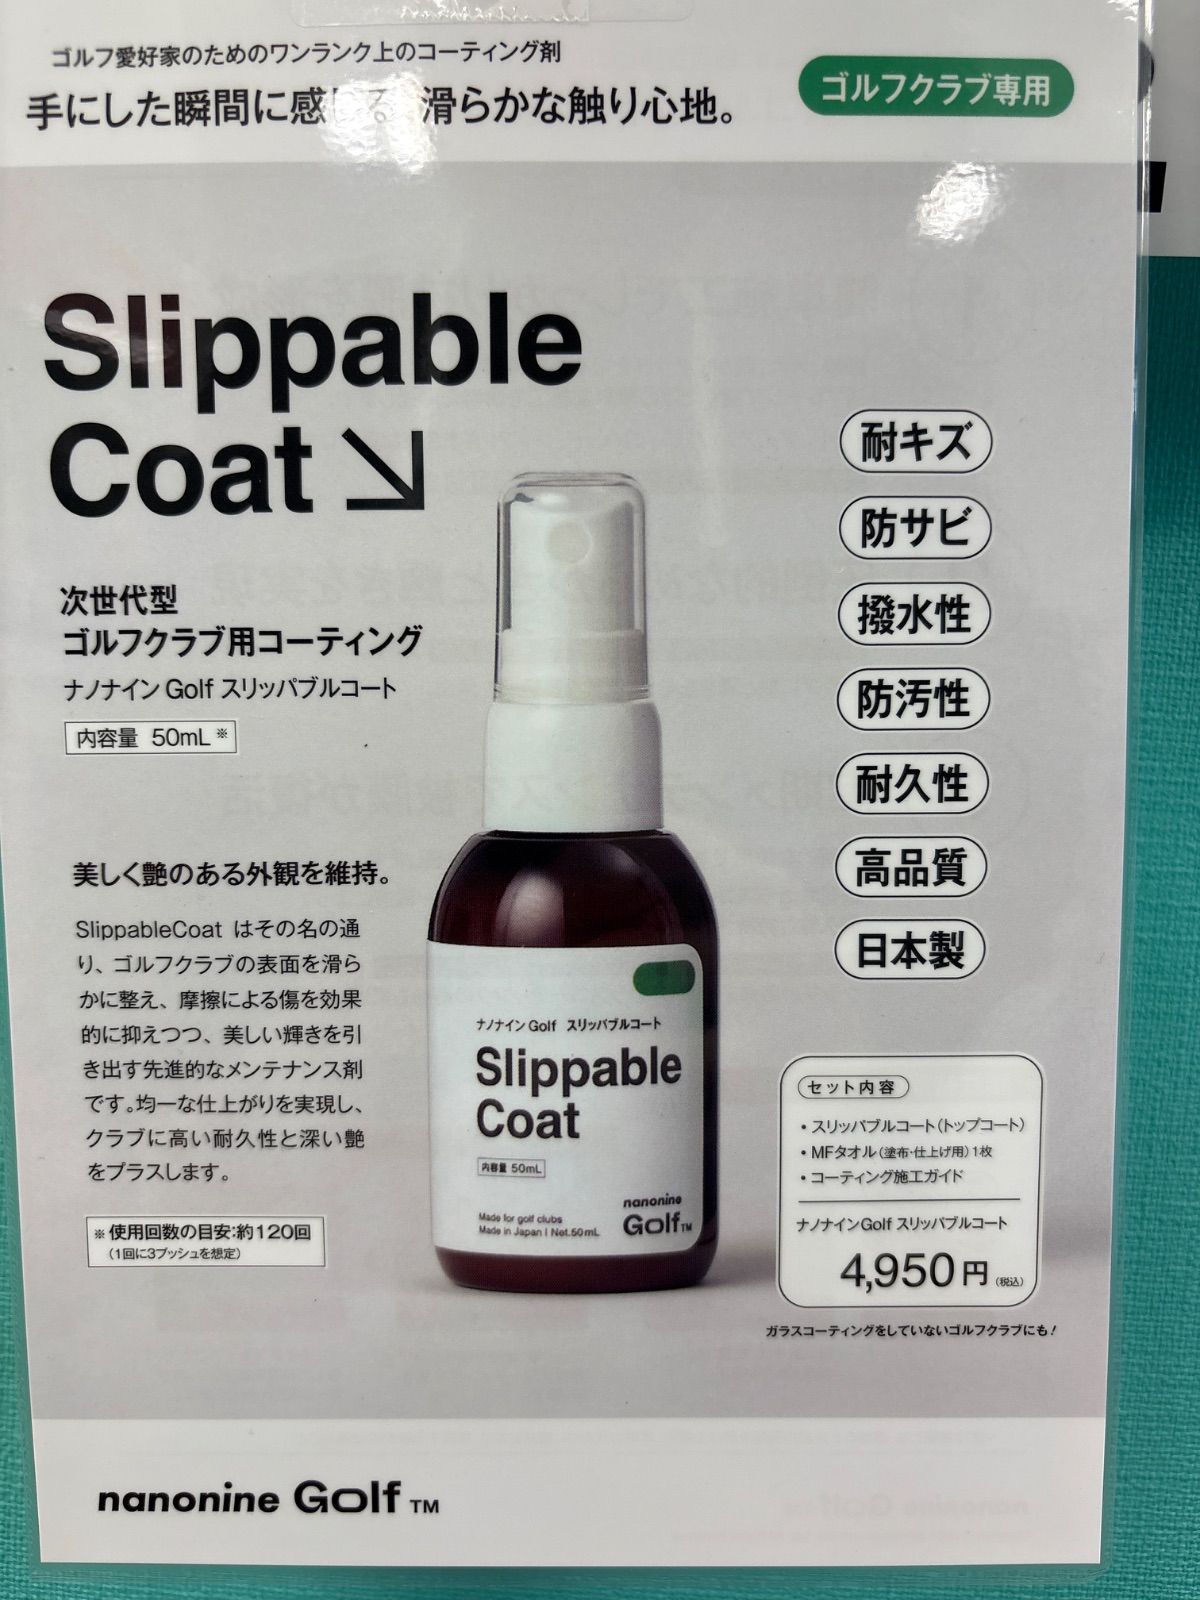 ゴルフ愛好家のためのワンランク上のコーティング剤
手にした瞬間に感じる 滑らかな触り心地。
ゴルフクラブ専用
Slippable
Coat ↘
次世代型
ゴルフクラブ用コーティング
ナノナイン Golf スリッパブルコート
内容量 50mL※
美しく艶のある外観を維持。
SlippableCoat はその名の通
り、ゴルフクラブの表面を滑ら
かに整え、摩擦による傷を効果
的に抑えつつ、美しい輝きを引
き出す先進的なメンテナンス剤
です。均一な仕上がりを実現し、
クラブに高い耐久性と深い艶
をプラスします。
※ 使用回数の目安:約120回
(1回に3プッシュを想定)
耐キズ
防サビ
撥水性
防汚性
耐久性
高品質
日本製
ナノナイン Golf スリッパブルコート
Slippable
Coat
内容量 50mL
nanonine
Golf™
Made for golf clubs
Made in Japan | Net.50mL
セット内容
・スリッパブルコート(トップコート)
・MFタオル(塗布・仕上げ用)1枚
・コーティング施工ガイド
ナノナインGolf スリッパブルコート
4,950円(税込)
ガラスコーティングをしていないゴルフクラブにも!
nanonine Golf™